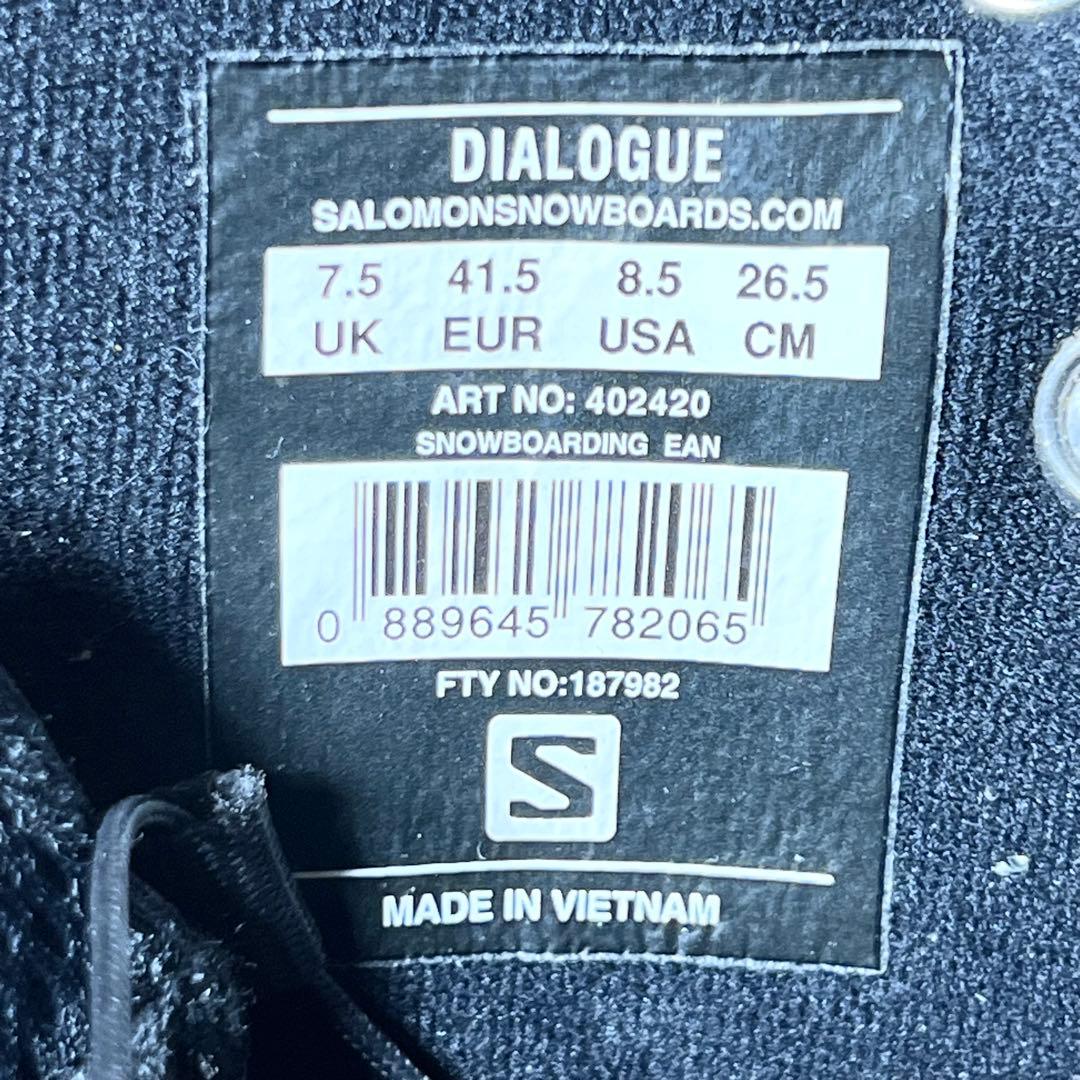 DIALOGUE
SALOMONSNOWBOARDS.COM
7.5 41.5 8.5 26.5
UK EUR USA CM
ART NO: 402420
SNOWBOARDING EAN
0 889645 782065
FTY NO:187982
S
MADE IN VIETNAM